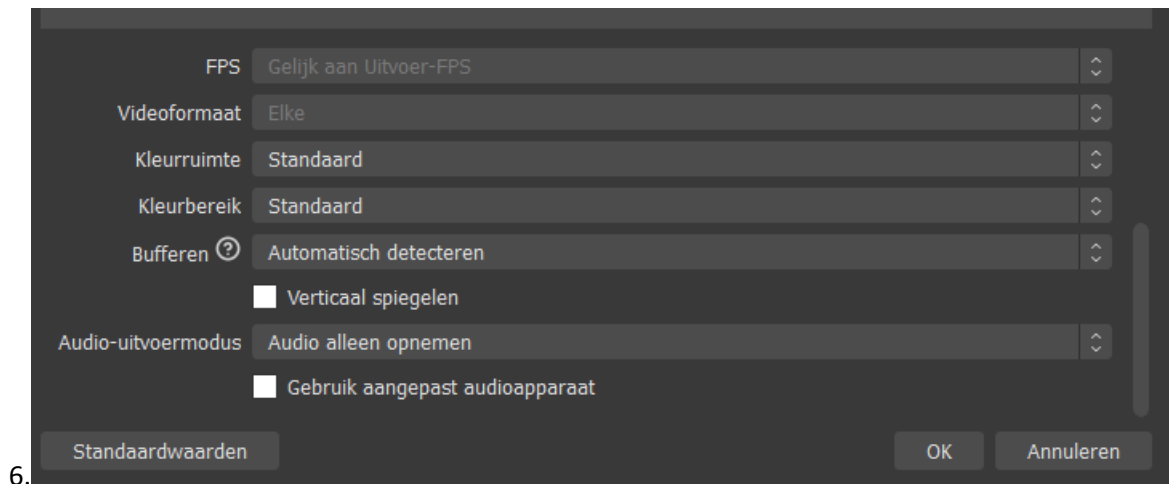 FPS Gelijk aan Uitvoer-FPS
Videoformaat Elke
Kleurruimte Standaard
Kleurbereik Standaard
Bufferen ? Automatisch detecteren
Verticaal spiegelen
Audio-uitvoermodus Audio alleen opnemen
Gebruik aangepast audioapparaat
Standaardwaarden OK Annuleren
6.